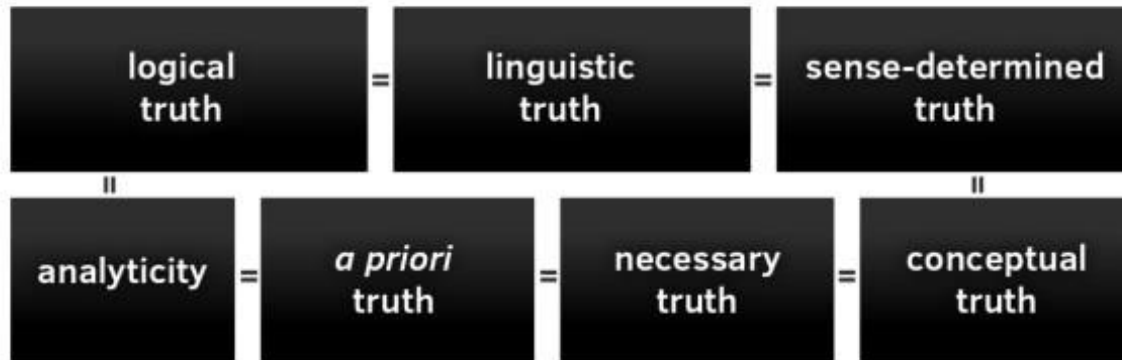 logical = linguistic = sense-determined
truth truth truth
= =
analyticity = a priori = necessary = conceptual
truth truth truth